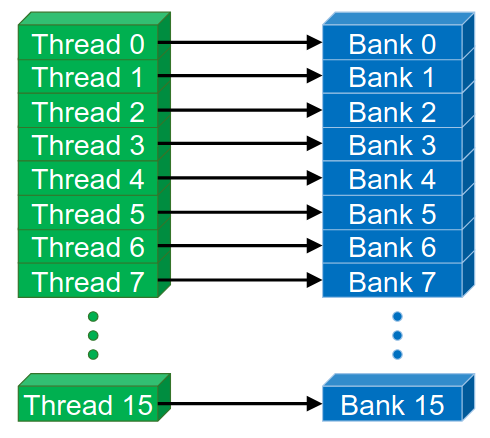 Thread 0
Bank 0
Thread 1
Bank 1
Thread 2
Bank 2
Thread 3
Bank 3
Thread 4
Bank 4
Thread 5
Bank 5
Thread 6
Bank 6
Thread 7
Bank 7
Thread 15
Bank 15